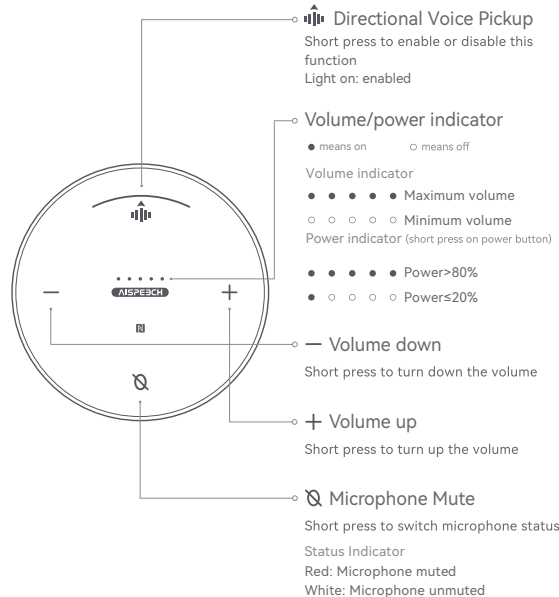 Directional Voice Pickup
Short press to enable or disable this
function
Light on: enabled
Volume/power indicator
means on means off
Volume indicator
Maximum volume
Minimum volume
Power indicator (short press on power button)
Power>80%
Power≤20%
AISPEECH
Volume down
Short press to turn down the volume
Volume up
Short press to turn up the volume
Microphone Mute
Short press to switch microphone status
Status Indicator
Red: Microphone muted
White: Microphone unmuted